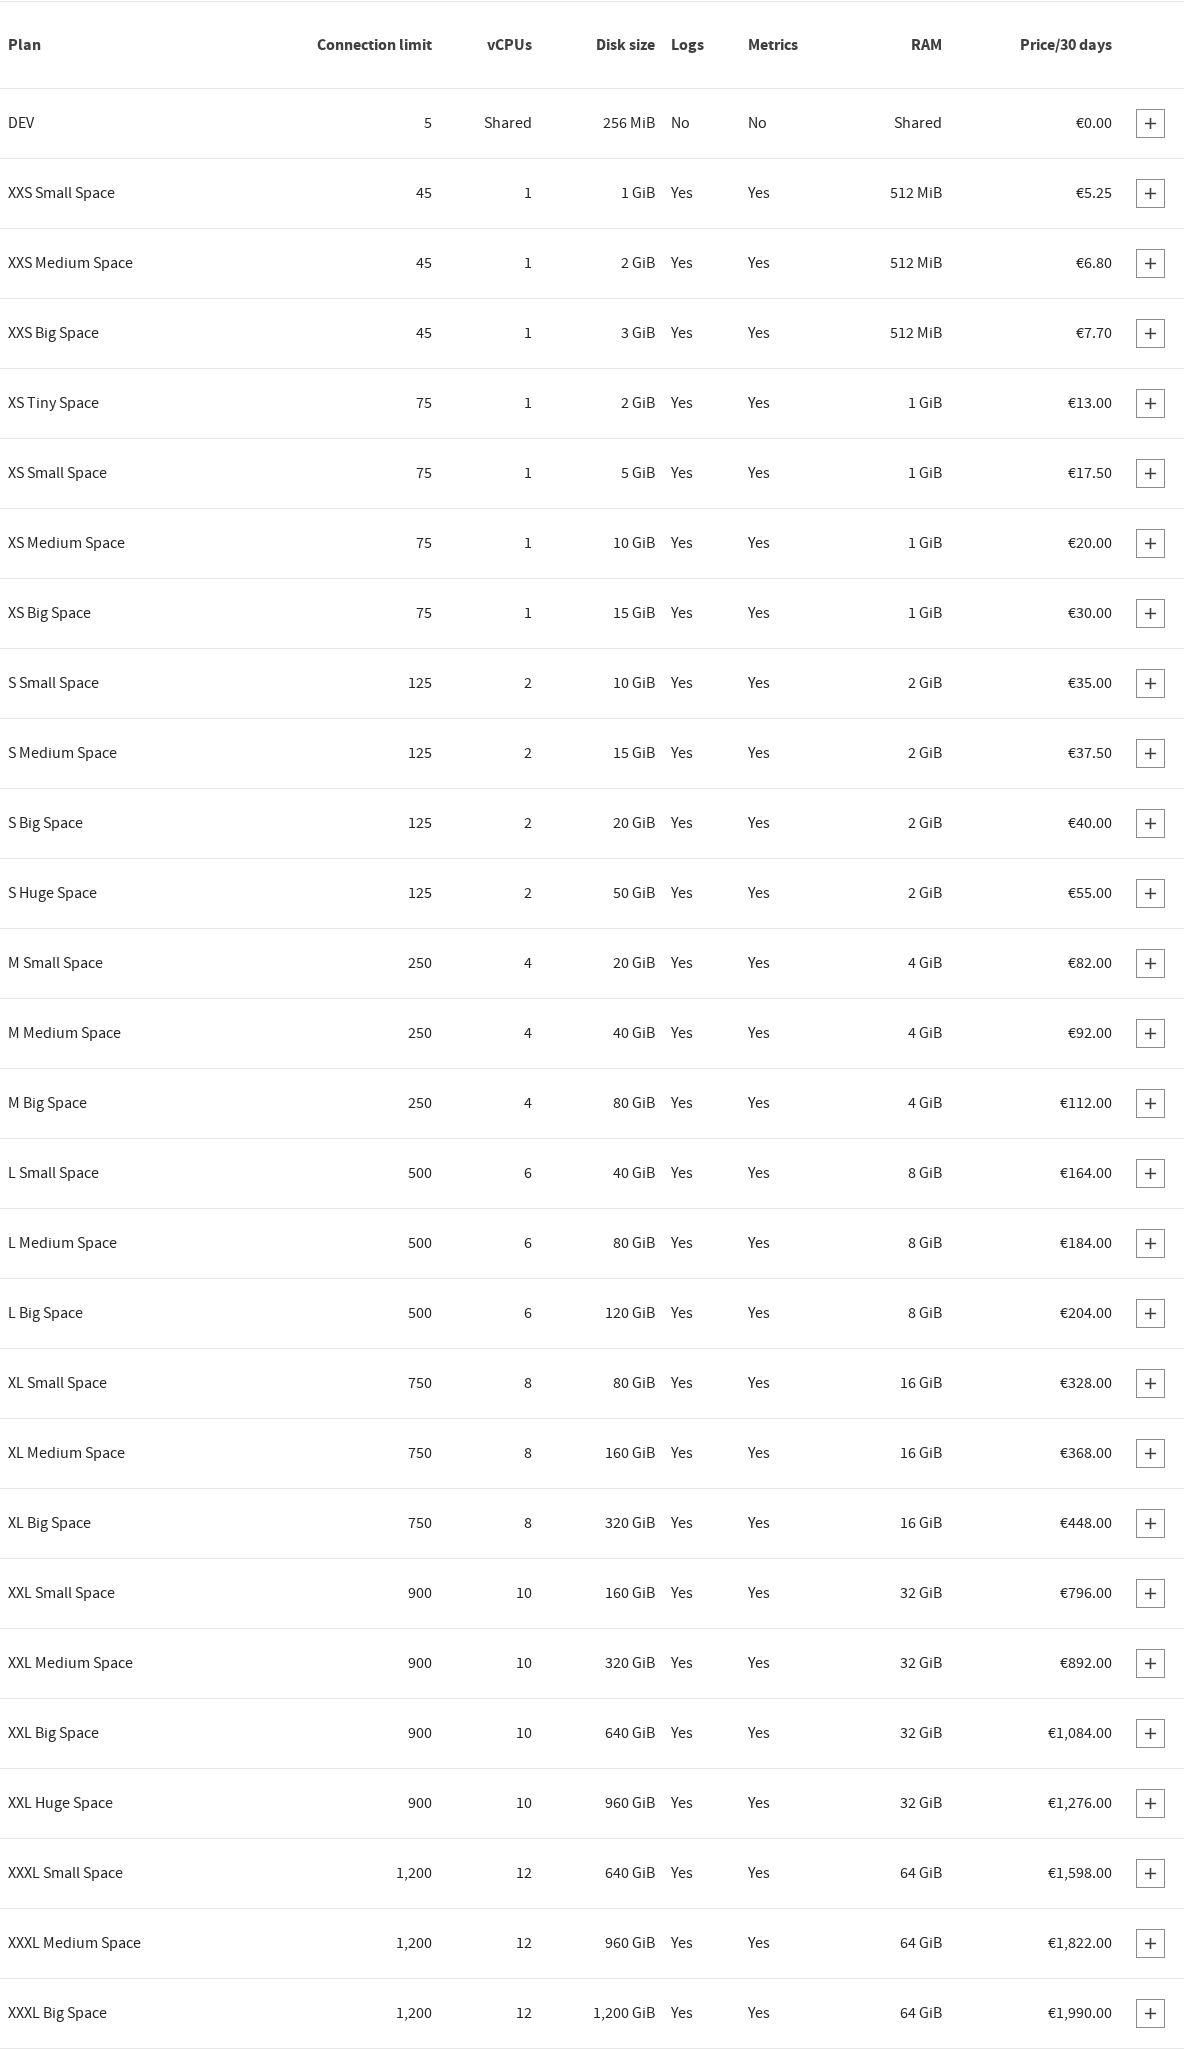 Plan Connection limit vCPUs Disk size Logs Metrics RAM Price/30 days
DEV 5 Shared 256 MiB No No Shared €0.00 +
XXS Small Space 45 1 1 GiB Yes Yes 512 MiB €5.25 +
XXS Medium Space 45 1 2 GiB Yes Yes 512 MiB €6.80 +
XXS Big Space 45 1 3 GiB Yes Yes 512 MiB €7.70 +
XS Tiny Space 75 1 2 GiB Yes Yes 1 GiB €13.00 +
XS Small Space 75 1 5 GiB Yes Yes 1 GiB €17.50 +
XS Medium Space 75 1 10 GiB Yes Yes 1 GiB €20.00 +
XS Big Space 75 1 15 GiB Yes Yes 1 GiB €30.00 +
S Small Space 125 2 10 GiB Yes Yes 2 GiB €35.00 +
S Medium Space 125 2 15 GiB Yes Yes 2 GiB €37.50 +
S Big Space 125 2 20 GiB Yes Yes 2 GiB €40.00 +
S Huge Space 125 2 50 GiB Yes Yes 2 GiB €55.00 +
M Small Space 250 4 20 GiB Yes Yes 4 GiB €82.00 +
M Medium Space 250 4 40 GiB Yes Yes 4 GiB €92.00 +
M Big Space 250 4 80 GiB Yes Yes 4 GiB €112.00 +
L Small Space 500 6 40 GiB Yes Yes 8 GiB €164.00 +
L Medium Space 500 6 80 GiB Yes Yes 8 GiB €184.00 +
L Big Space 500 6 120 GiB Yes Yes 8 GiB €204.00 +
XL Small Space 750 8 80 GiB Yes Yes 16 GiB €328.00 +
XL Medium Space 750 8 160 GiB Yes Yes 16 GiB €368.00 +
XL Big Space 750 8 320 GiB Yes Yes 16 GiB €448.00 +
XXL Small Space 900 10 160 GiB Yes Yes 32 GiB €796.00 +
XXL Medium Space 900 10 320 GiB Yes Yes 32 GiB €892.00 +
XXL Big Space 900 10 640 GiB Yes Yes 32 GiB €1,084.00 +
XXL Huge Space 900 10 960 GiB Yes Yes 32 GiB €1,276.00 +
XXXL Small Space 1,200 12 640 GiB Yes Yes 64 GiB €1,598.00 +
XXXL Medium Space 1,200 12 960 GiB Yes Yes 64 GiB €1,822.00 +
XXXL Big Space 1,200 12 1,200 GiB Yes Yes 64 GiB €1,990.00 +